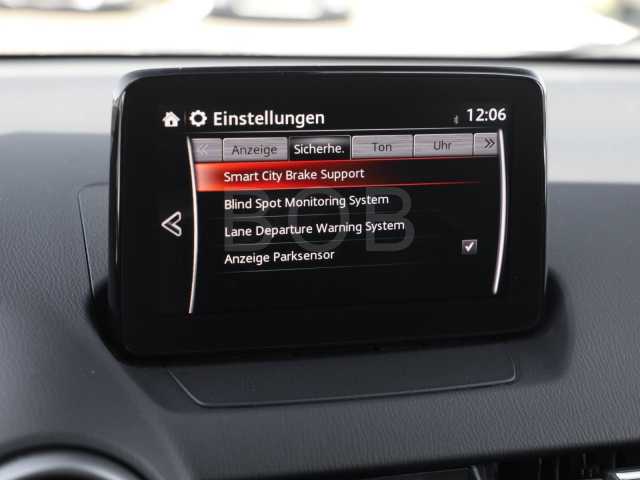 Einstellungen 12:06
Anzeige Sicherhe. Ton Uhr
Smart City Brake Support
Blind Spot Monitoring System
Lane Departure Warning System
Anzeige Parksensor
BOB